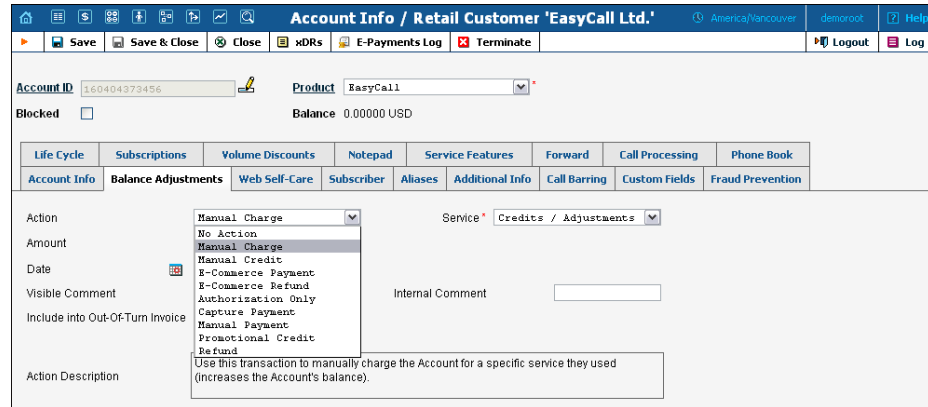 Account Info / Retail Customer 'EasyCall Ltd.' America/Vancouver demoroot ? Help
Save Save & Close Close xDRs E-Payments Log Terminate Logout Log
Account ID 160404373456 Product EasyCall *
Blocked Balance 0.00000 USD
Life Cycle Subscriptions Volume Discounts Notepad Service Features Forward Call Processing Phone Book
Account Info Balance Adjustments Web Self-Care Subscriber Aliases Additional Info Call Barring Custom Fields Fraud Prevention
Action Manual Charge Service * Credits / Adjustments
No Action
Amount Manual Charge
Manual Credit
Date E-Commerce Payment
E-Commerce Refund
Visible Comment Authorization Only Internal Comment
Capture Payment
Include into Out-Of-Turn Invoice Manual Payment
Promotional Credit
Refund
Action Description Use this transaction to manually charge the Account for a specific service they used
(increases the Account's balance).